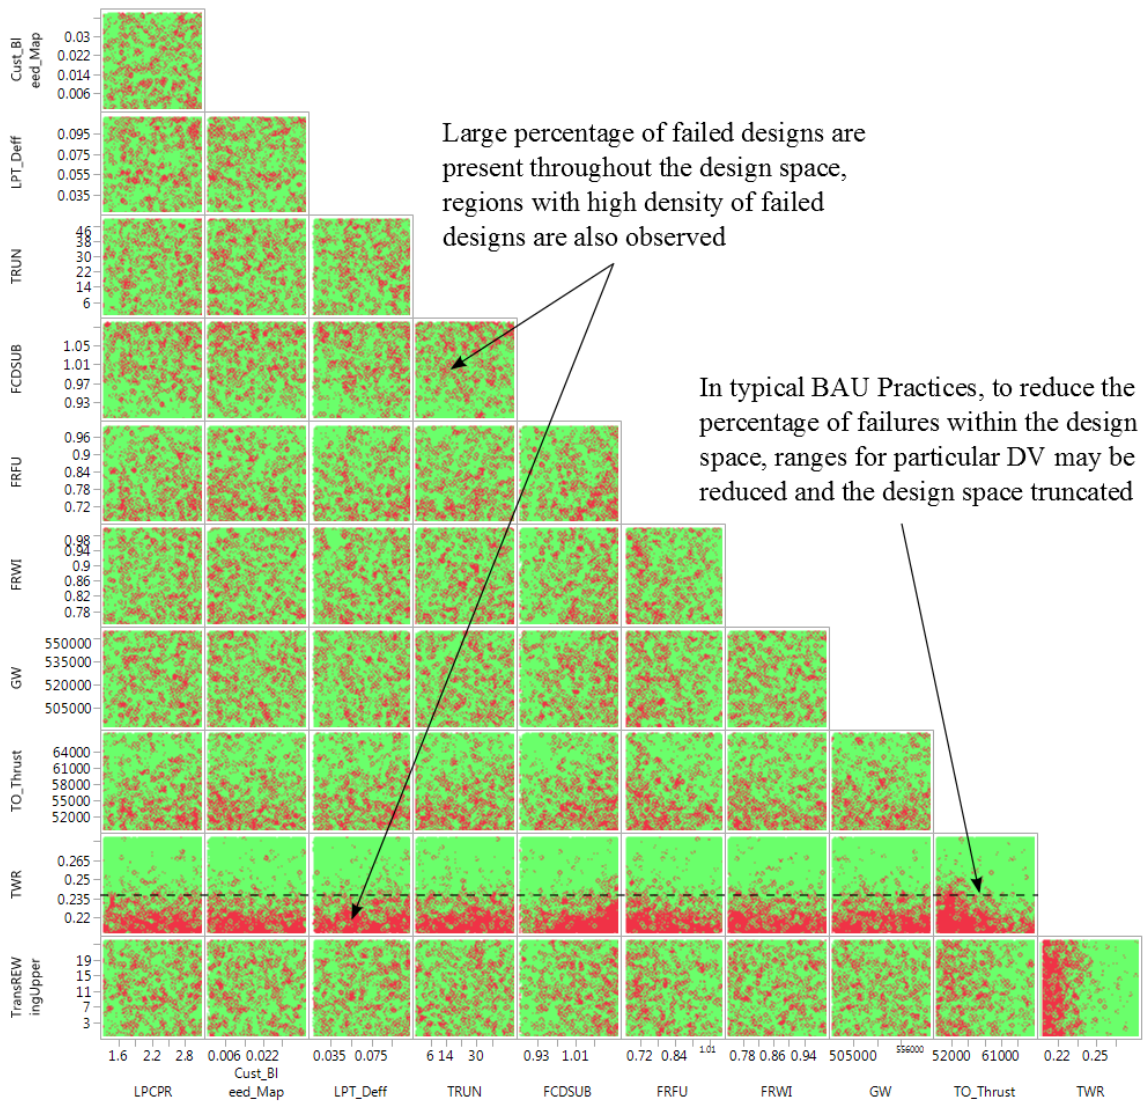 Cust_Bl
eed_Map
0.03
0.022
0.014
0.006
LPT_Deff
0.095
0.075
0.055
0.035
Large percentage of failed designs are
present throughout the design space,
regions with high density of failed
designs are also observed
TRUN
46
38
30
22
14
6
FCDSUB
1.05
1.01
0.97
0.93
In typical BAU Practices, to reduce the
percentage of failures within the design
space, ranges for particular DV may be
reduced and the design space truncated
FRFU
0.96
0.9
0.84
0.78
0.72
FRWI
0.98
0.94
0.9
0.86
0.82
0.78
GW
550000
535000
520000
505000
TO_Thrust
64000
61000
58000
55000
52000
TWR
0.265
0.25
0.235
0.22
TransREW
ingUpper
19
15
11
7
3
1.6 2.2 2.8 0.006 0.022 0.035 0.075 6 14 30 0.93 1.01 0.72 0.84 1.01 0.78 0.86 0.94 505000 556000 52000 61000 0.22 0.25
LPCPR Cust_Bl
eed_Map LPT_Deff TRUN FCDSUB FRFU FRWI GW TO_Thrust TWR